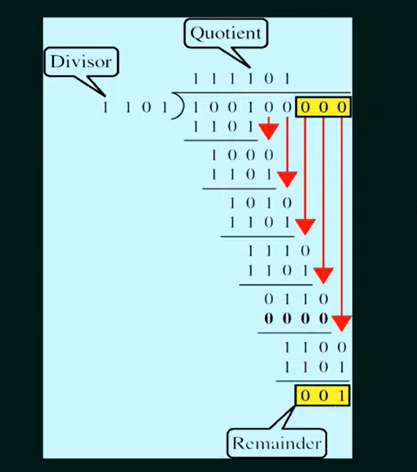 Quotient
Divisor
1 1 1 1 0 1
1 1 0 1 ) 1 0 0 1 0 0 0 0 0
1 1 0 1
1 0 0 0
1 1 0 1
1 0 1 0
1 1 0 1
1 1 1 0
1 1 0 1
0 1 1 0
0 0 0 0
1 1 0 0
1 1 0 1
0 0 1
Remainder